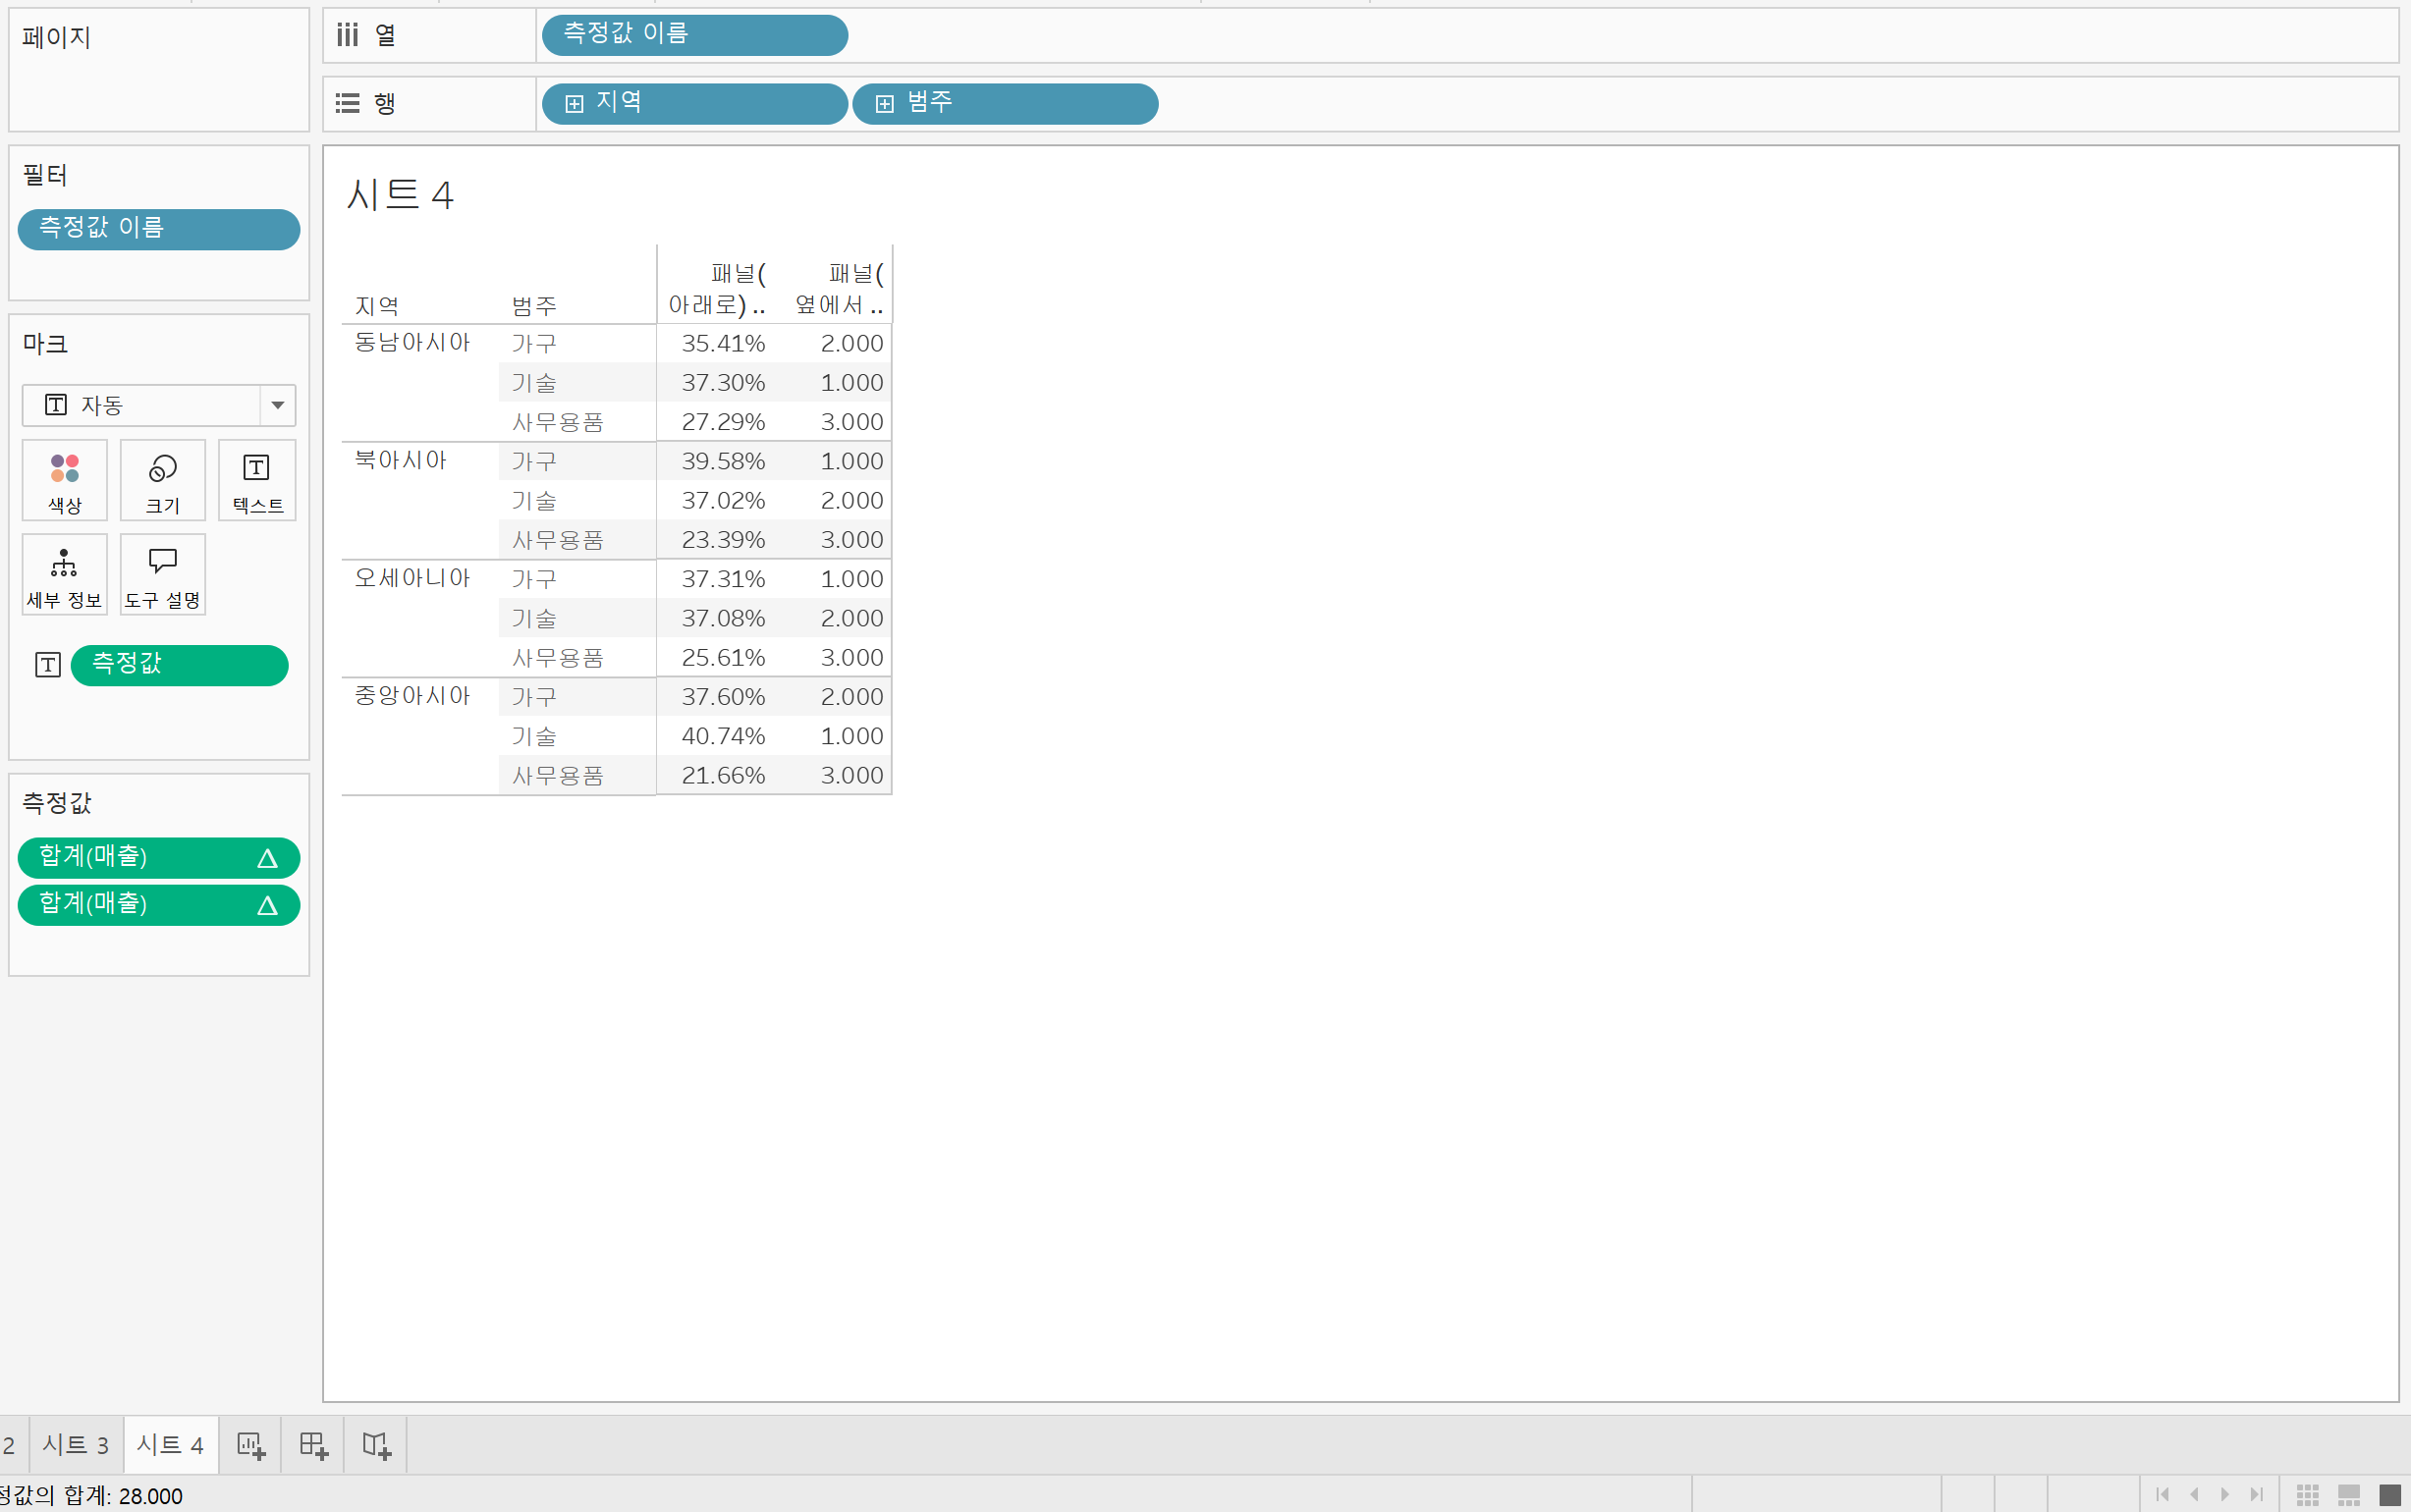 페이지
열
측정값 이름
행
지역
범주
필터
측정값 이름
마크
자동
색상
크기
텍스트
세부 정보
도구 설명
측정값
측정값
합계(매출)
합계(매출)
시트 4
지역 범주 패널(
아래로) .. 패널(
옆에서 ..
동남아시아 가구 35.41% 2.000
기술 37.30% 1.000
사무용품 27.29% 3.000
북아시아 가구 39.58% 1.000
기술 37.02% 2.000
사무용품 23.39% 3.000
오세아니아 가구 37.31% 1.000
기술 37.08% 2.000
사무용품 25.61% 3.000
중앙아시아 가구 37.60% 2.000
기술 40.74% 1.000
사무용품 21.66% 3.000
2 시트 3 시트 4
정값의 합계: 28.000